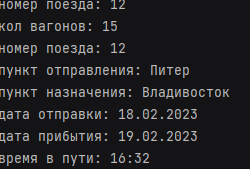 номер поезда: 12
кол вагонов: 15
номер поезда: 12
пункт отправления: Питер
пункт назначения: Владивосток
дата отправки: 18.02.2023
дата прибытия: 19.02.2023
время в пути: 16:32